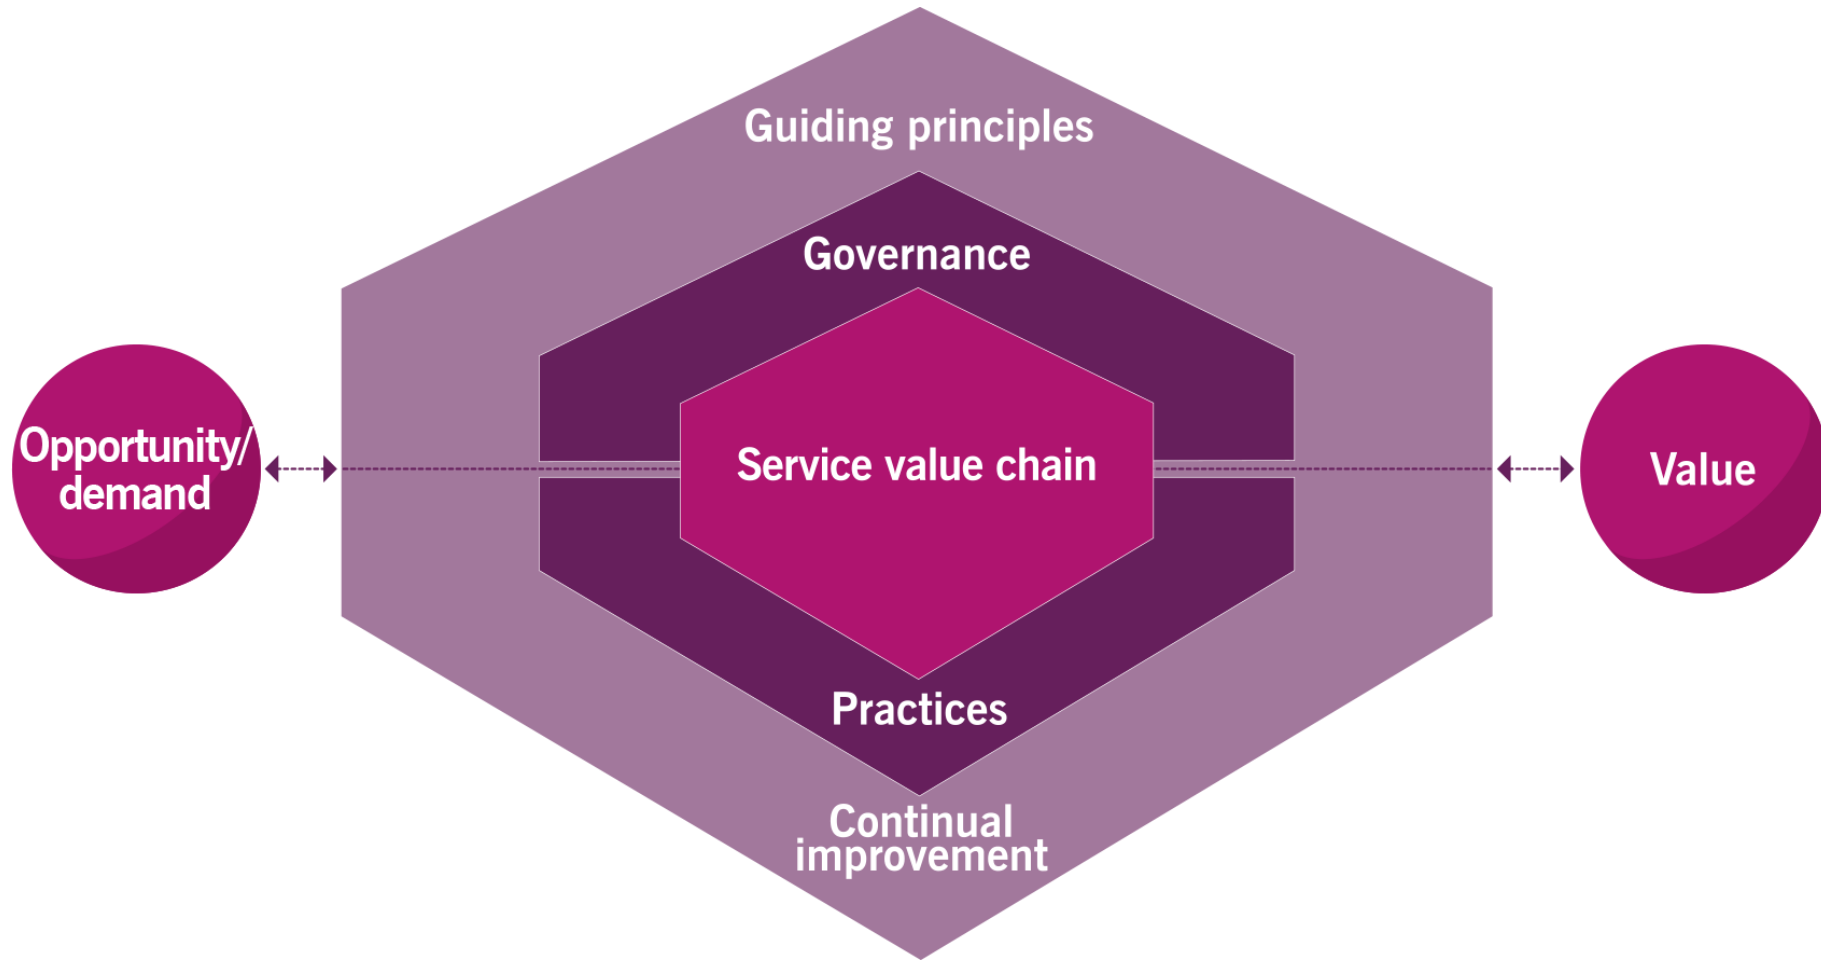 Guiding principles
Governance
Opportunity/
demand
Service value chain
Value
Practices
Continual
improvement